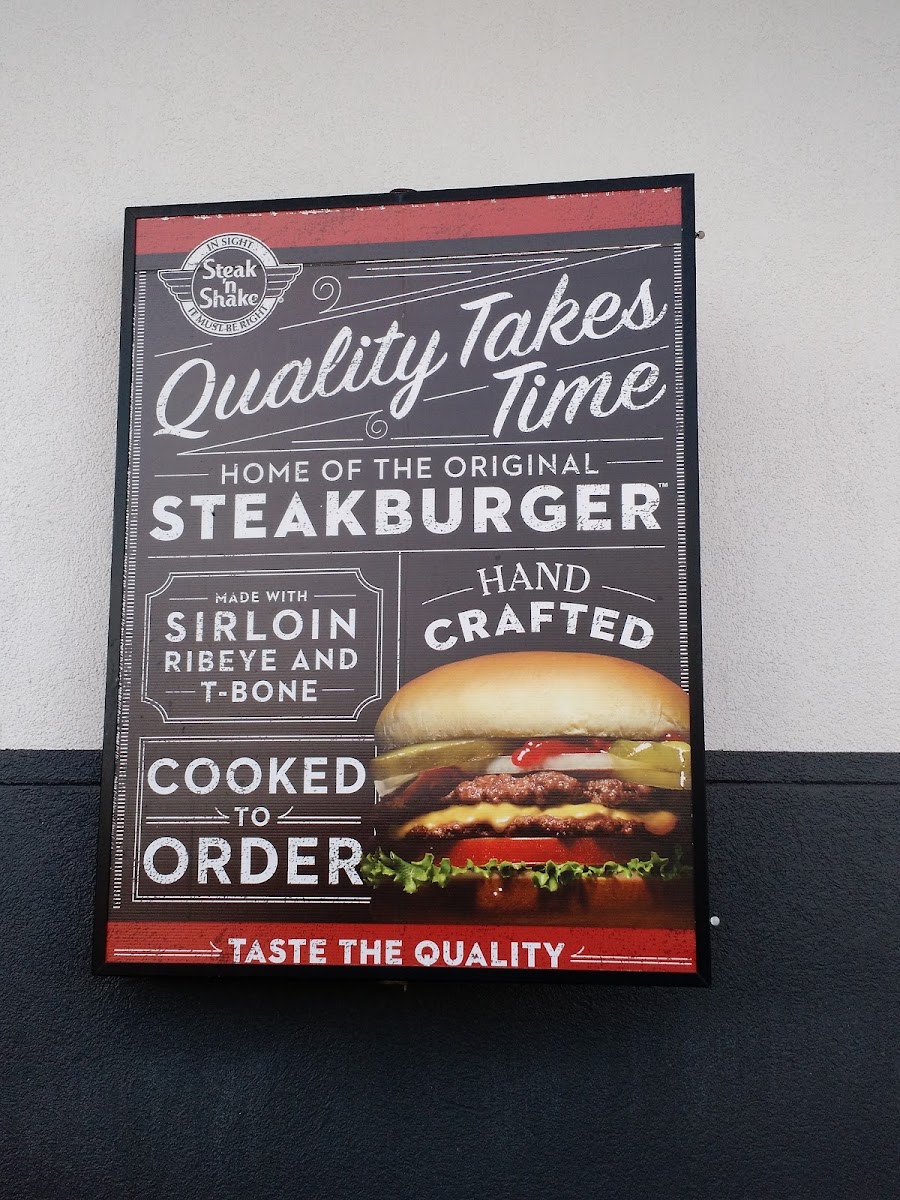 IN SIGHT
Steak
'n
Shake
IT MUST BE RIGHT
Quality Takes
Time
HOME OF THE ORIGINAL
STEAKBURGER™
MADE WITH
SIRLOIN
RIBEYE AND
T-BONE
HAND
CRAFTED
COOKED
TO
ORDER
TASTE THE QUALITY